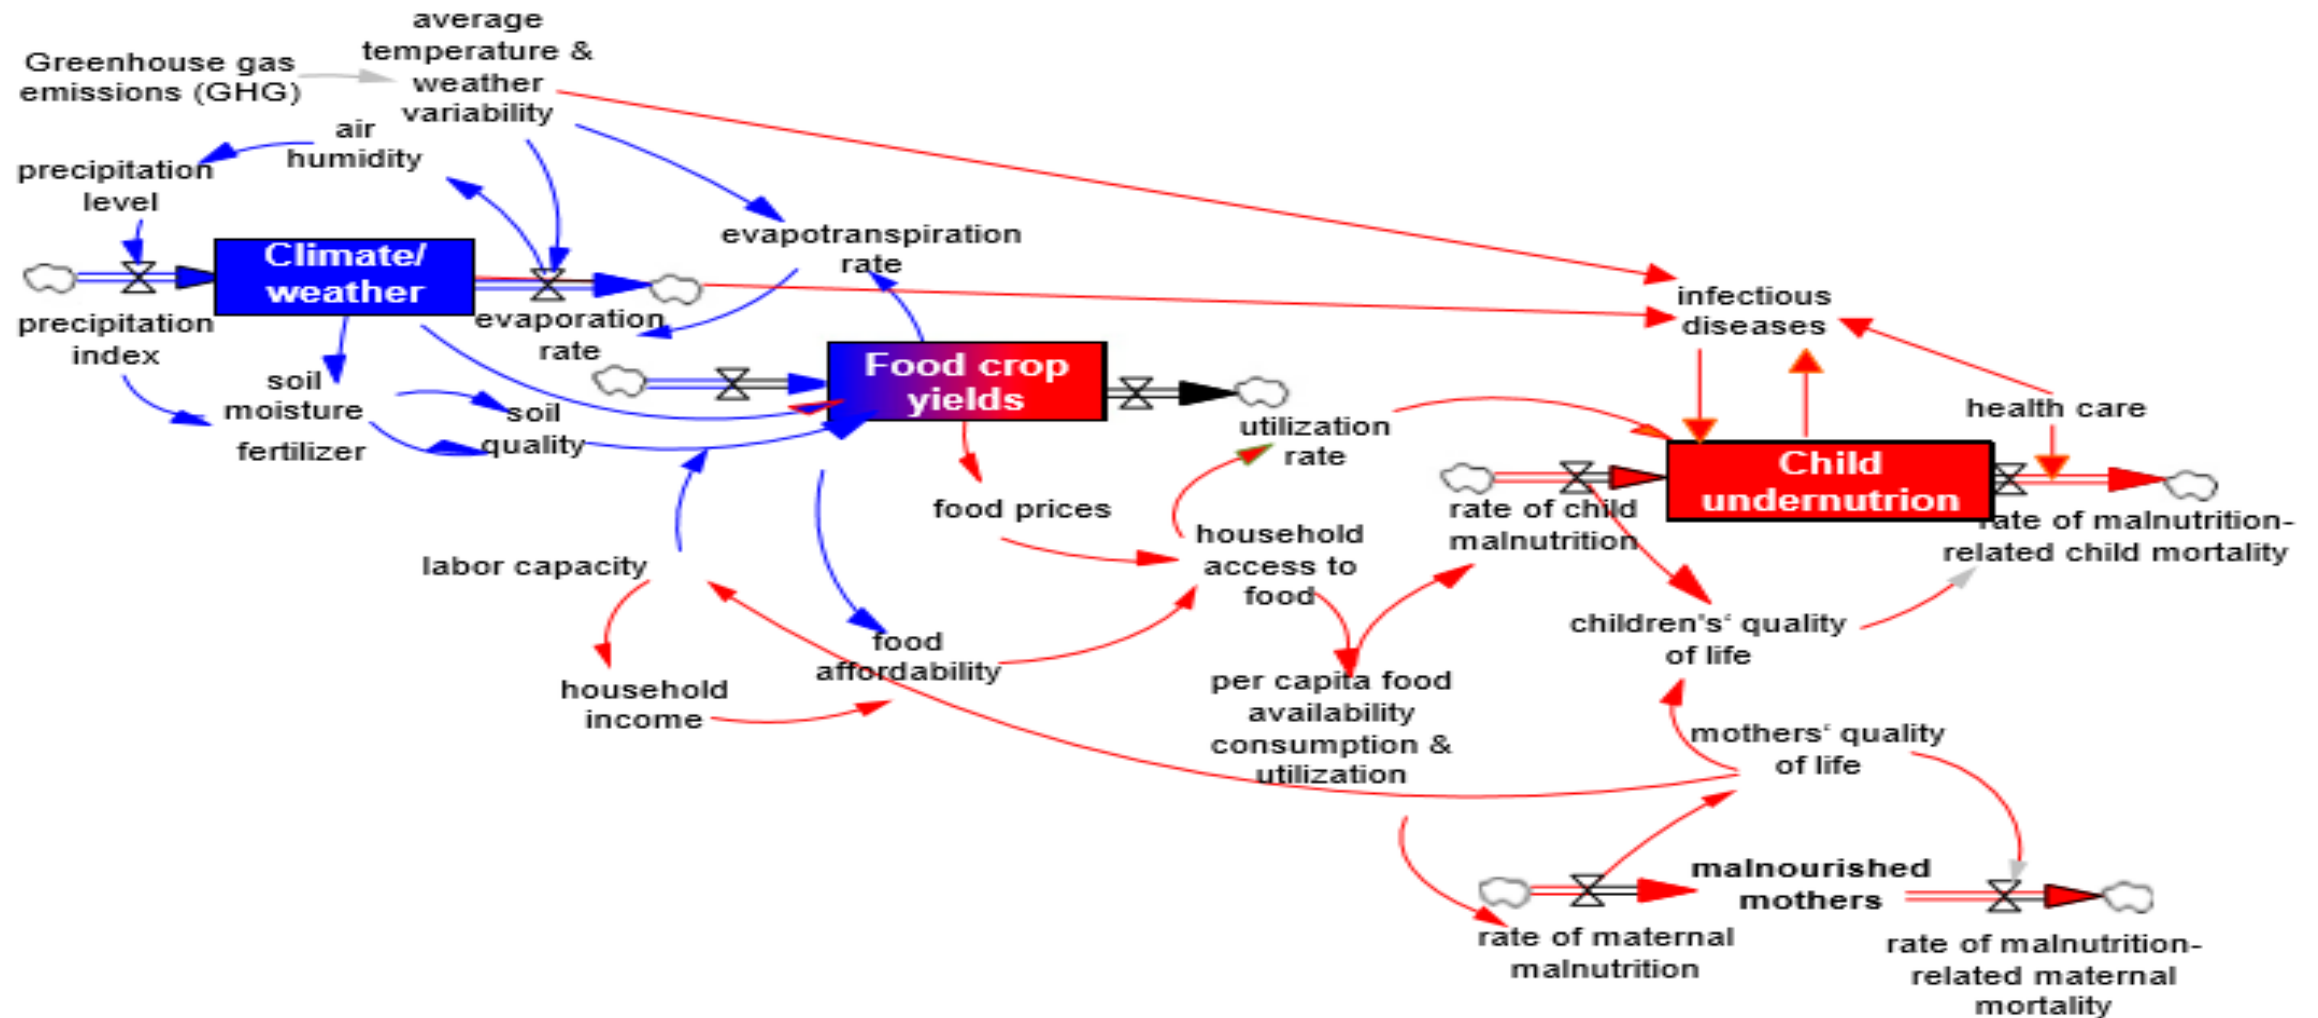 average
temperature &
weather
variability
Greenhouse gas
emissions (GHG)
air
humidity
precipitation
level
Climate/
weather
evapotranspiration
rate
precipitation
index
evaporation
rate
soil
moisture
fertilizer
soil
quality
Food crop
yields
infectious
diseases
health care
utilization
rate
Child
undernutrion
food prices
rate of child
malnutrition
rate of malnutrition-
related child mortality
household
access to
food
labor capacity
food
affordability
household
income
per capita food
availability
consumption &
utilization
children's‘ quality
of life
mothers‘ quality
of life
malnourished
mothers
rate of maternal
malnutrition
rate of malnutrition-
related maternal
mortality